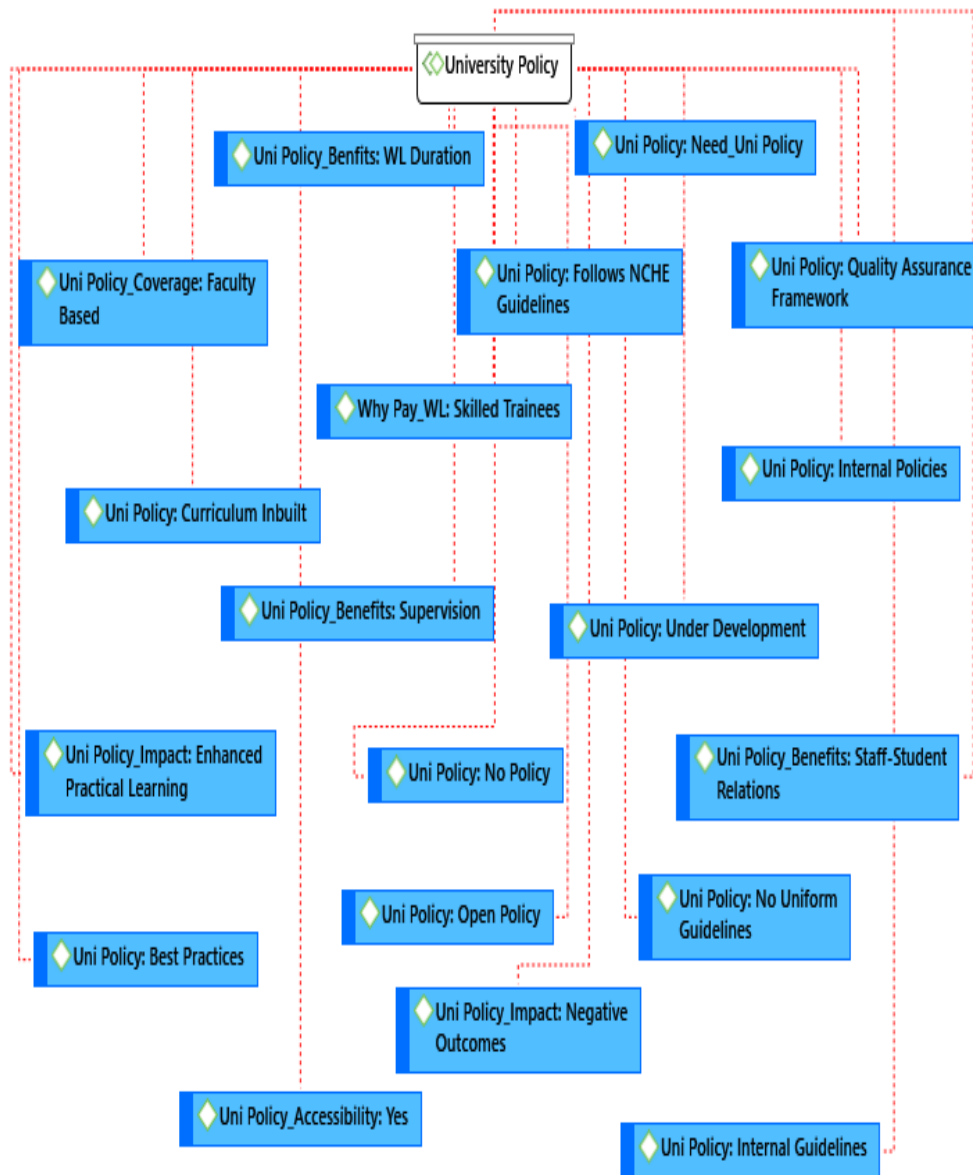 University Policy
Uni Policy_Benfits: WL Duration
Uni Policy: Need_Uni Policy
Uni Policy_Coverage: Faculty
Based
Uni Policy: Follows NCHE
Guidelines
Uni Policy: Quality Assurance
Framework
Why Pay_WL: Skilled Trainees
Uni Policy: Internal Policies
Uni Policy: Curriculum Inbuilt
Uni Policy_Benefits: Supervision
Uni Policy: Under Development
Uni Policy_Impact: Enhanced
Practical Learning
Uni Policy: No Policy
Uni Policy_Benefits: Staff-Student
Relations
Uni Policy: Open Policy
Uni Policy: No Uniform
Guidelines
Uni Policy: Best Practices
Uni Policy_Impact: Negative
Outcomes
Uni Policy_Accessibility: Yes
Uni Policy: Internal Guidelines